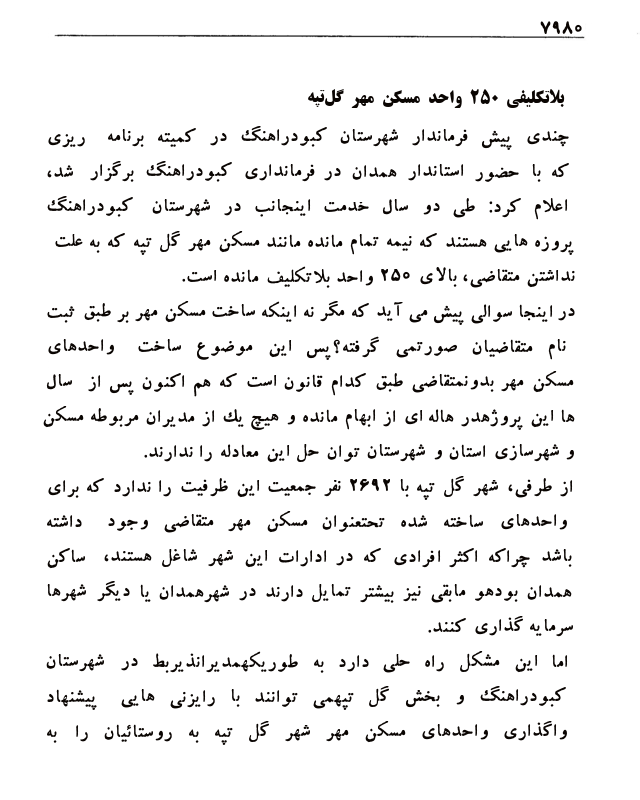 ۷۹۸۰
بلاتکلیفی ۲۵۰ واحد مسکن مهر گل‌تپه
چندی پیش فرماندار شهرستان کبودراهنگ در کمیته برنامه ریزی
که با حضور استاندار همدان در فرمانداری کبودراهنگ برگزار شد،
اعلام کرد: طی دو سال خدمت اینجانب در شهرستان کبودراهنگ
پروژه هایی هستند که نیمه تمام مانده مانند مسکن مهر گل تپه که به علت
نداشتن متقاضی، بالای ۲۵۰ واحد بلاتکلیف مانده است.
در اینجا سوالی پیش می آید که مگر نه اینکه ساخت مسکن مهر بر طبق ثبت
نام متقاضیان صورتمی گرفته؟پس این موضوع ساخت واحدهای
مسکن مهر بدونمتقاضی طبق کدام قانون است که هم اکنون پس از سال
ها این پروژهدر هاله ای از ابهام مانده و هیچ یك از مدیران مربوطه مسکن
و شهرسازی استان و شهرستان توان حل این معادله را ندارند.
از طرفی، شهر گل تپه با ۲۶۹۲ نفر جمعیت این ظرفیت را ندارد که برای
واحدهای ساخته شده تحتعنوان مسکن مهر متقاضی وجود داشته
باشد چراکه اکثر افرادی که در ادارات این شهر شاغل هستند، ساکن
همدان بودهو مابقی نیز بیشتر تمایل دارند در شهرهمدان یا دیگر شهرها
سرمایه گذاری کنند.
اما این مشکل راه حلی دارد به طوریکهمدیرانذیربط در شهرستان
کبودراهنگ و بخش گل تپهمی توانند با رایزنی هایی پیشنهاد
واگذاری واحدهای مسکن مهر شهر گل تپه به روستائیان را به